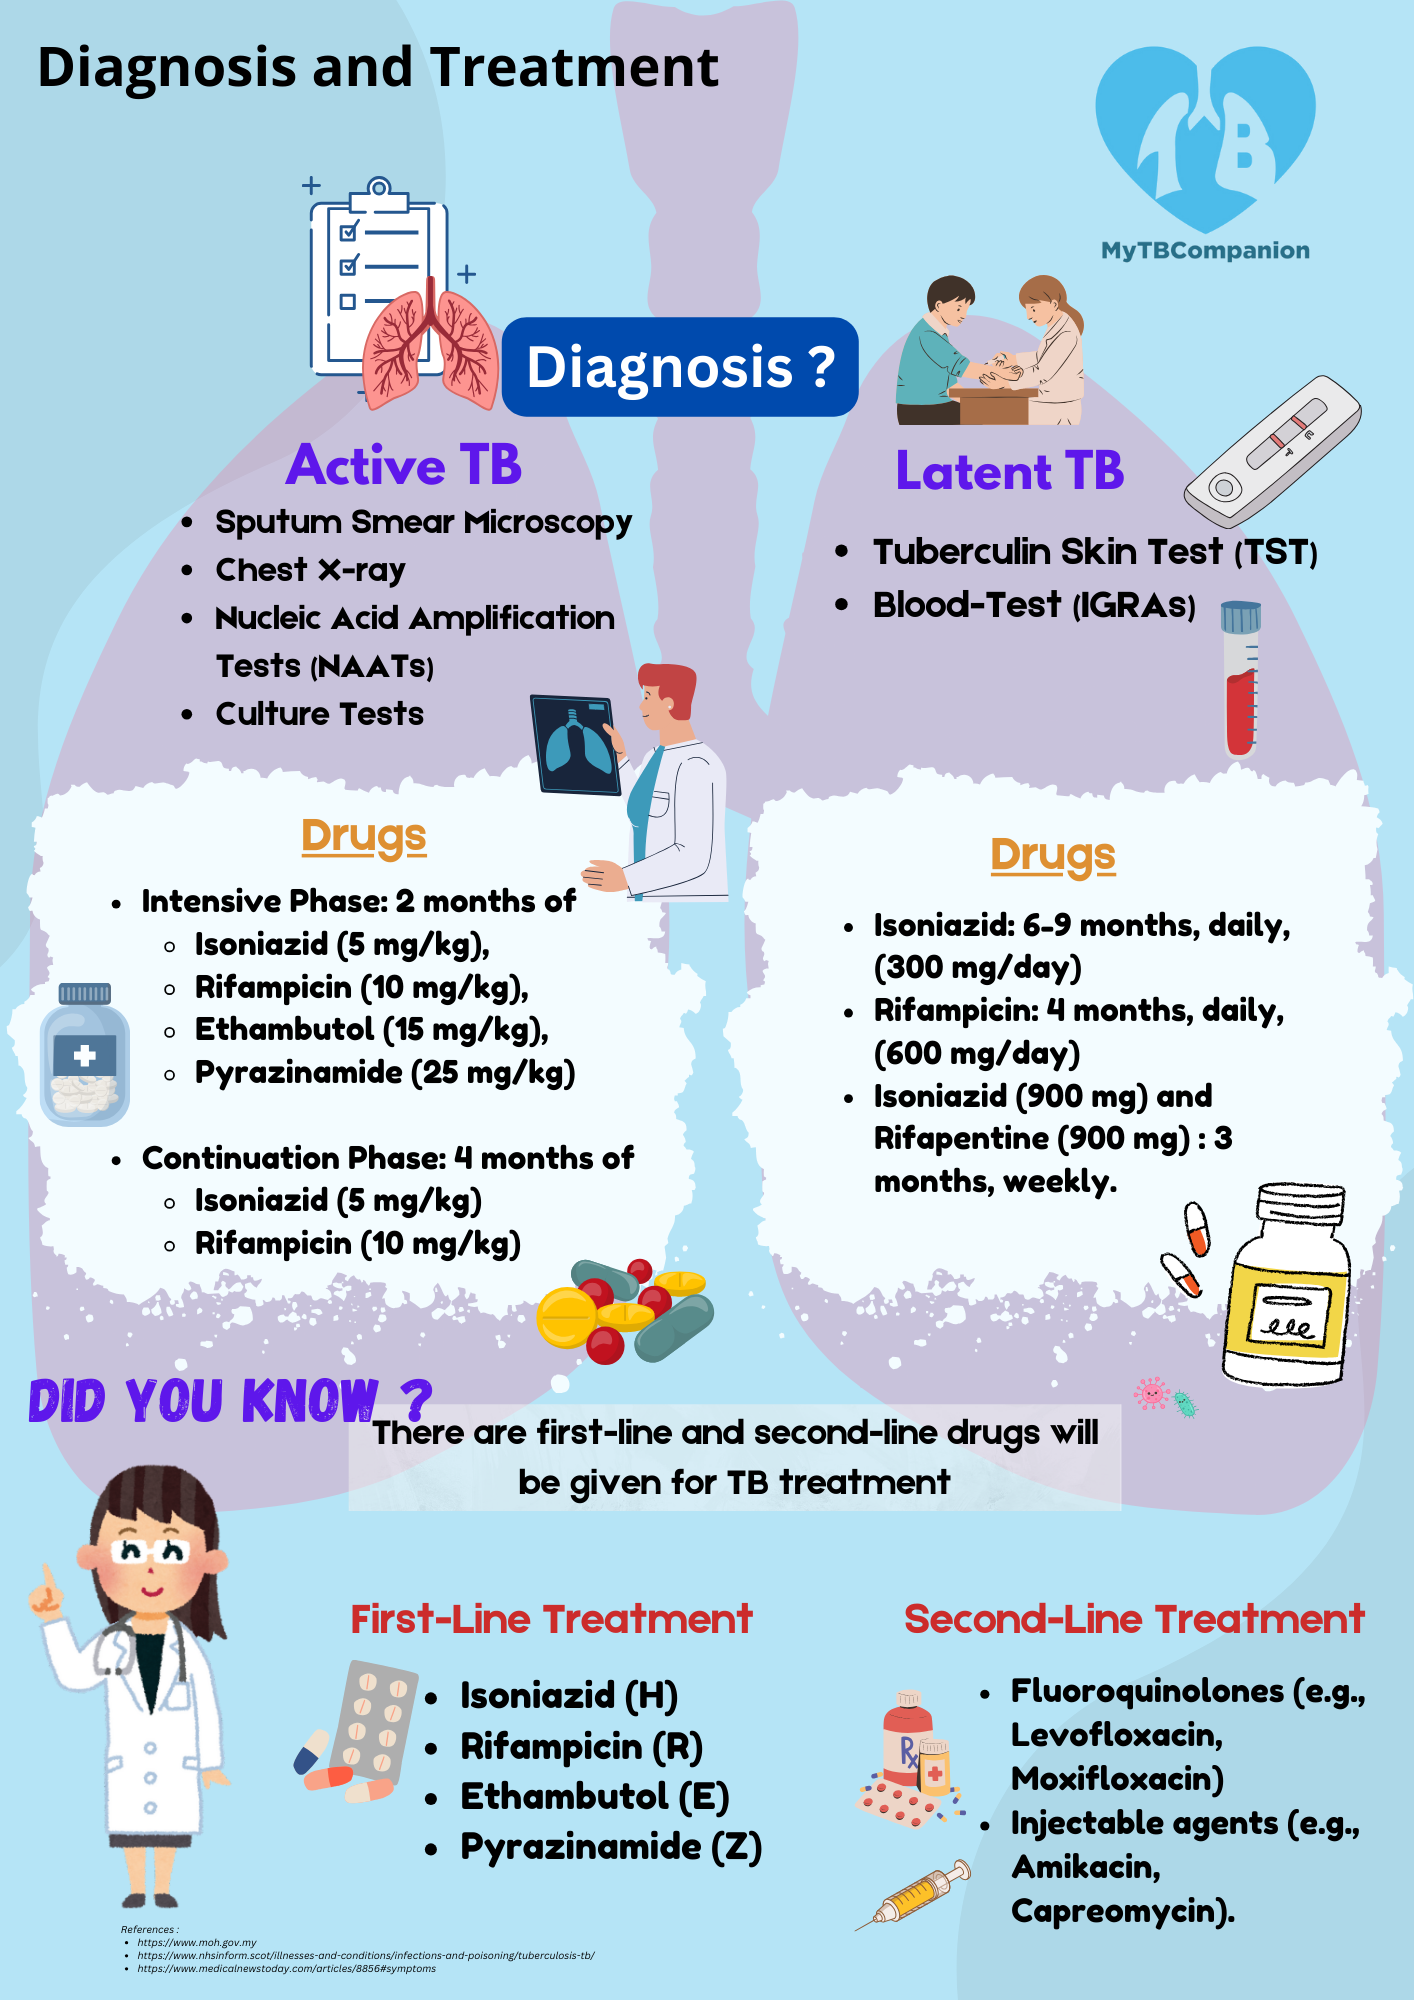 Diagnosis and Treatment
TB
MyTBCompanion
Diagnosis ?
Active TB
• Sputum Smear Microscopy
• Chest X-ray
• Nucleic Acid Amplification
Tests (NAATs)
• Culture Tests
Latent TB
C
T
• Tuberculin Skin Test (TST)
• Blood-Test (IGRAs)
Drugs
• Intensive Phase: 2 months of
◦ Isoniazid (5 mg/kg),
◦ Rifampicin (10 mg/kg),
◦ Ethambutol (15 mg/kg),
◦ Pyrazinamide (25 mg/kg)
• Continuation Phase: 4 months of
◦ Isoniazid (5 mg/kg)
◦ Rifampicin (10 mg/kg)
Drugs
• Isoniazid: 6-9 months, daily,
(300 mg/day)
• Rifampicin: 4 months, daily,
(600 mg/day)
• Isoniazid (900 mg) and
Rifapentine (900 mg) : 3
months, weekly.
DID YOU KNOW ?
There are first-line and second-line drugs will
be given for TB treatment
First-Line Treatment
• Isoniazid (H)
• Rifampicin (R)
• Ethambutol (E)
• Pyrazinamide (Z)
Second-Line Treatment
Rx
• Fluoroquinolones (e.g.,
Levofloxacin,
Moxifloxacin)
• Injectable agents (e.g.,
Amikacin,
Capreomycin).
References :
• https://www.moh.gov.my
• https://www.nhsinform.scot/illnesses-and-conditions/infections-and-poisoning/tuberculosis-tb/
• https://www.medicalnewstoday.com/articles/8856#symptoms